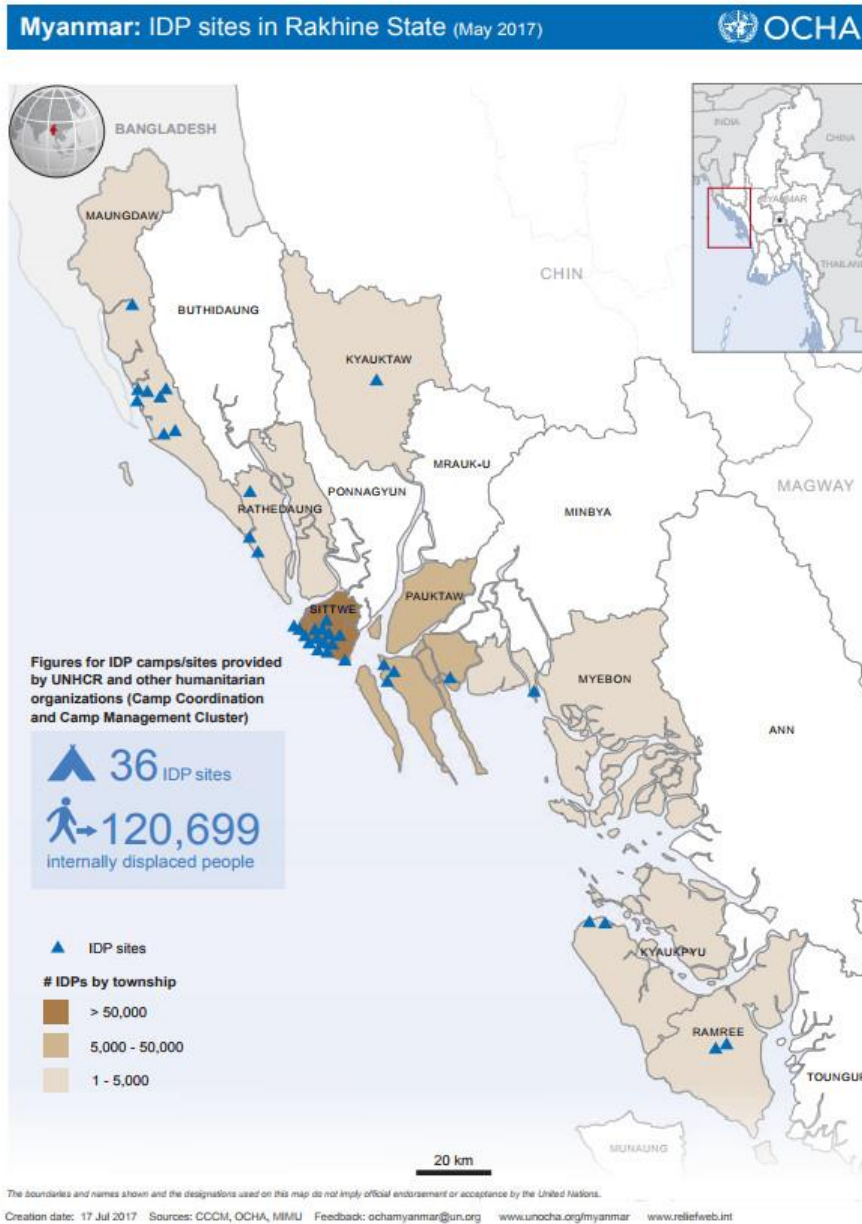 Myanmar: IDP sites in Rakhine State (May 2017)
OCHA
BANGLADESH
INDIA
CHINA
MYANMAR
THAILAND
MAUNGDAW
CHIN
BUTHIDAUNG
KYAUKTAW
MRAUK-U
MAGWAY
PONNAGYUN
RATHEDAUNG
MINBYA
PAUKTAW
SITTWE
MYEBON
ANN
Figures for IDP camps/sites provided
by UNHCR and other humanitarian
organizations (Camp Coordination
and Camp Management Cluster)
36 IDP sites
120,699
internally displaced people
IDP sites
# IDPs by township
> 50,000
5,000 - 50,000
1 - 5,000
KYAUKPYU
RAMREE
TOUNGUP
MUNAUNG
20 km
The boundaries and names shown and the designations used on this map do not imply official endorsement or acceptance by the United Nations.
Creation date: 17 Jul 2017 Sources: CCCM, OCHA, MIMU Feedback: ochamyanmar@un.org www.unocha.org/myanmar www.reliefweb.int